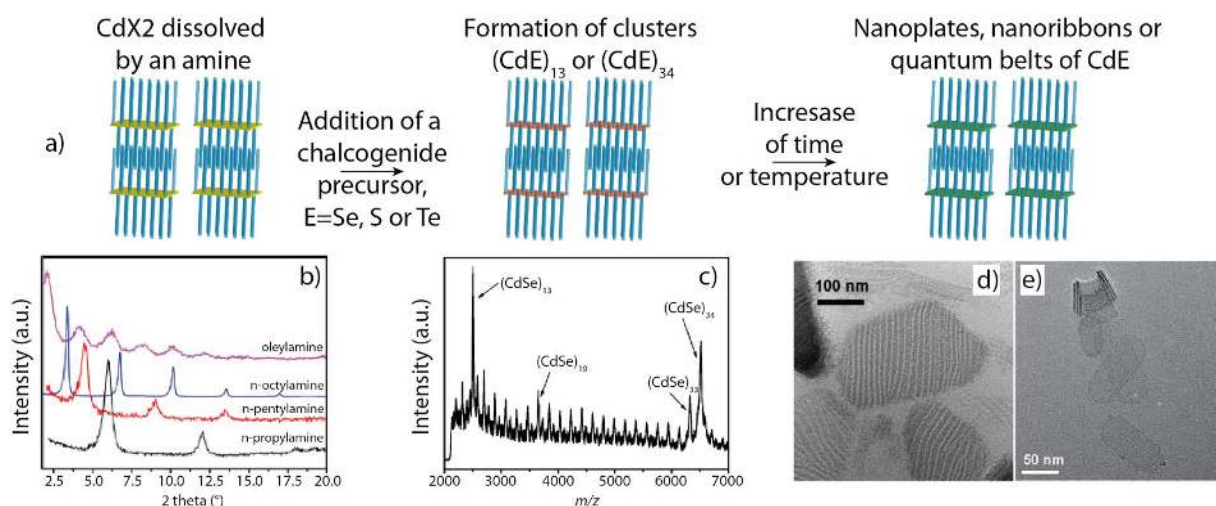 CdX2 dissolved
by an amine
Formation of clusters
(CdE)13 or (CdE)34
Nanoplates, nanoribbons or
quantum belts of CdE
a)
Addition of a
chalcogenide
precursor,
E=Se, S or Te
Incresase
of time
or temperature
b)
Intensity (a.u.)
oleylamine
n-octylamine
n-pentylamine
n-propylamine
2.5 5.0 7.5 10.0 12.5 15.0 17.5 20.0
2 theta (°)
c)
Intensity (a.u.)
(CdSe)13
(CdSe)34
(CdSe)19
(CdSe)33
2000 3000 4000 5000 6000 7000
m/z
d)
100 nm
e)
50 nm